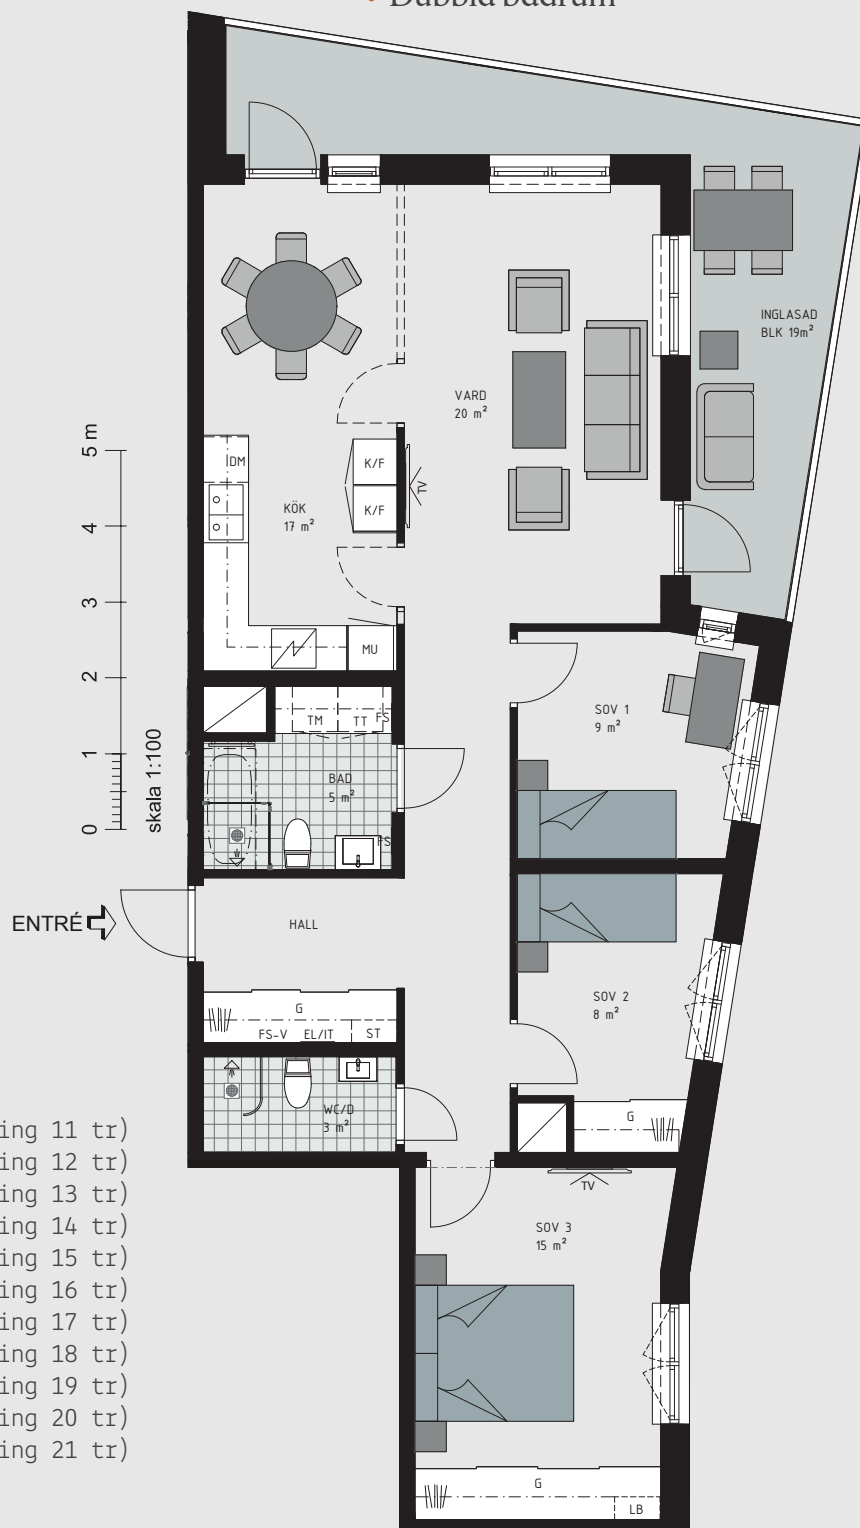 • Dubbla badrum
INGLASAD
BLK 19m²
VARD
20 m²
5 m
DM
K/F
TV
KÖK
17 m²
K/F
4
3
MU
2
TM
TT
FS
SOV 1
9 m²
1
BAD
5 m²
skala 1:100
0
FS
ENTRÉ
HALL
SOV 2
8 m²
G
FS-V
EL/IT
ST
WC/D
3 m²
G
ing 11 tr)
ing 12 tr)
ing 13 tr)
ing 14 tr)
ing 15 tr)
ing 16 tr)
ing 17 tr)
ing 18 tr)
ing 19 tr)
ing 20 tr)
ing 21 tr)
TV
SOV 3
15 m²
G
LB